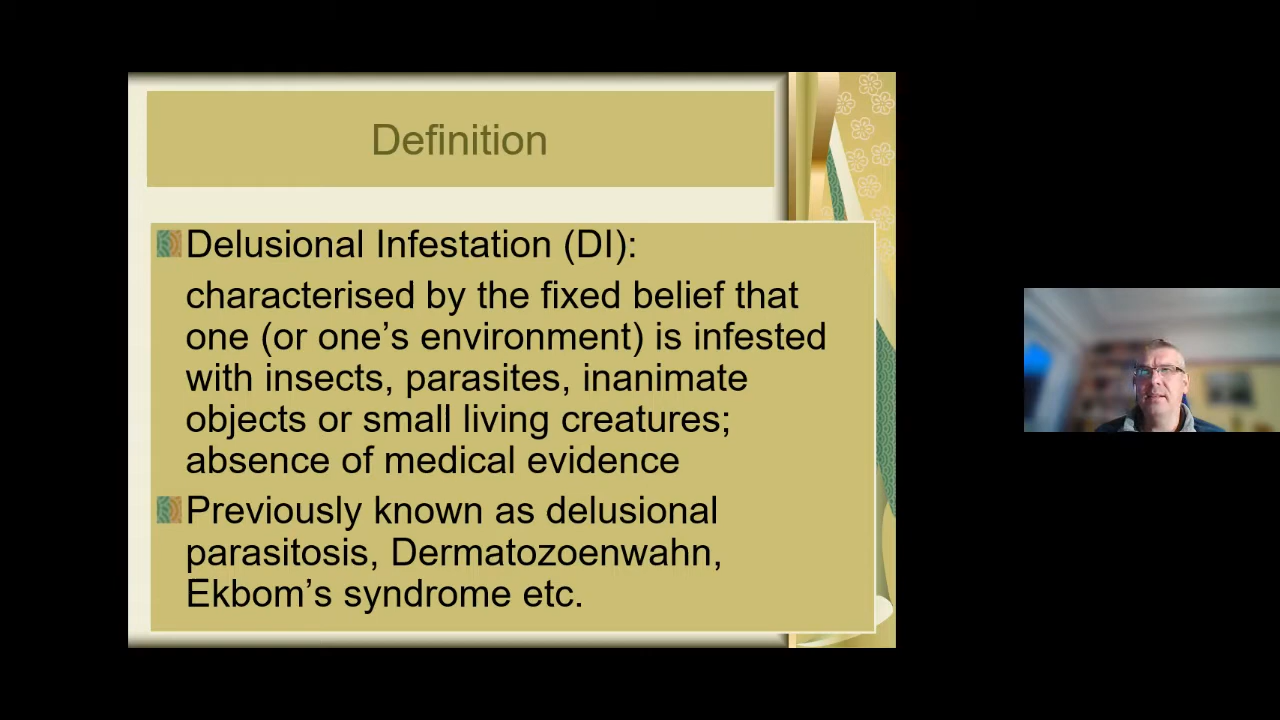 Definition
Delusional Infestation (DI):
characterised by the fixed belief that
one (or one’s environment) is infested
with insects, parasites, inanimate
objects or small living creatures;
absence of medical evidence
Previously known as delusional
parasitosis, Dermatozoenwahn,
Ekbom’s syndrome etc.